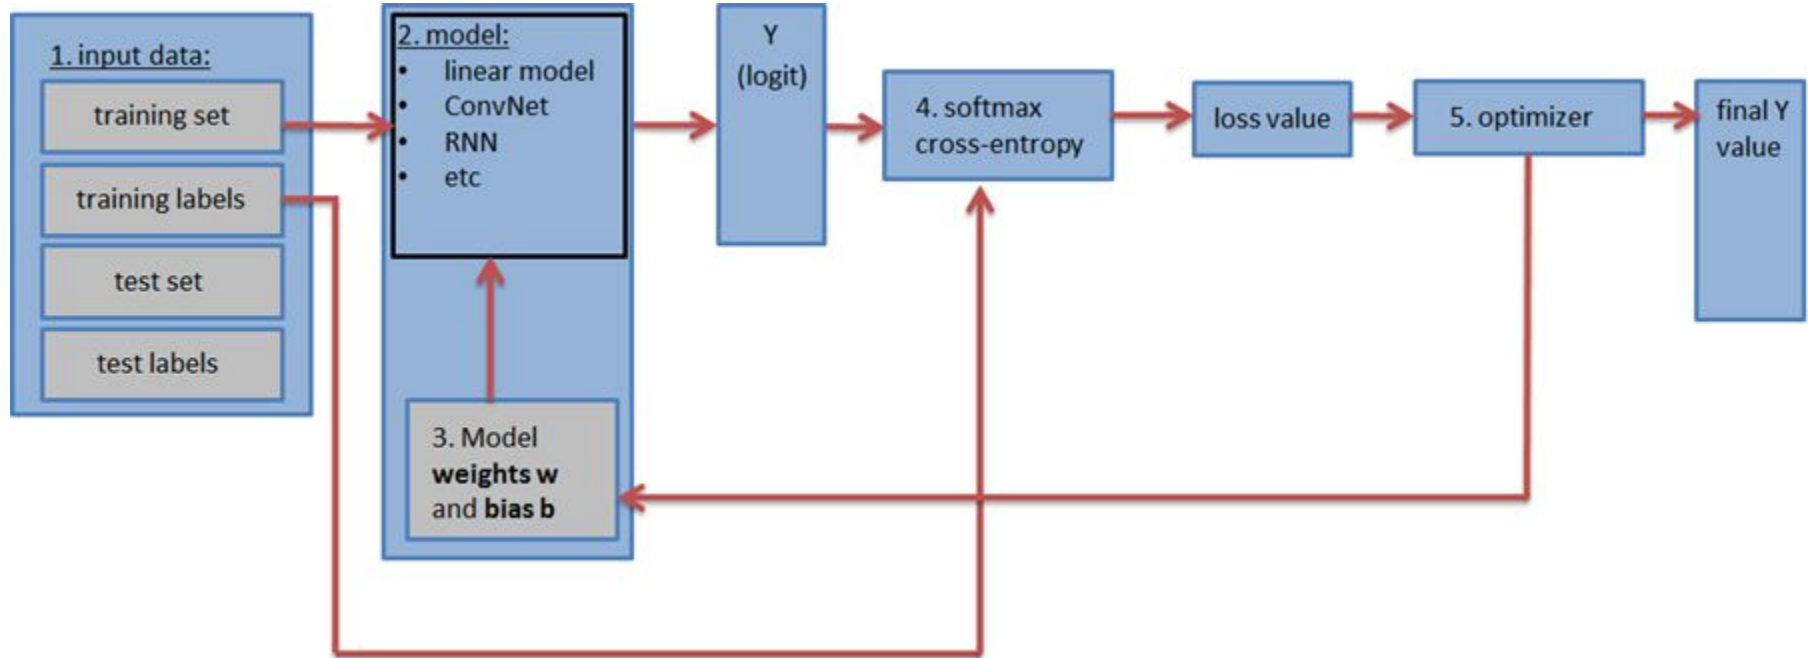 1. input data:
training set
training labels
test set
test labels
2. model:
• linear model
• ConvNet
• RNN
• etc
3. Model
weights w
and bias b
Y
(logit)
4. softmax
cross-entropy
loss value
5. optimizer
final Y
value